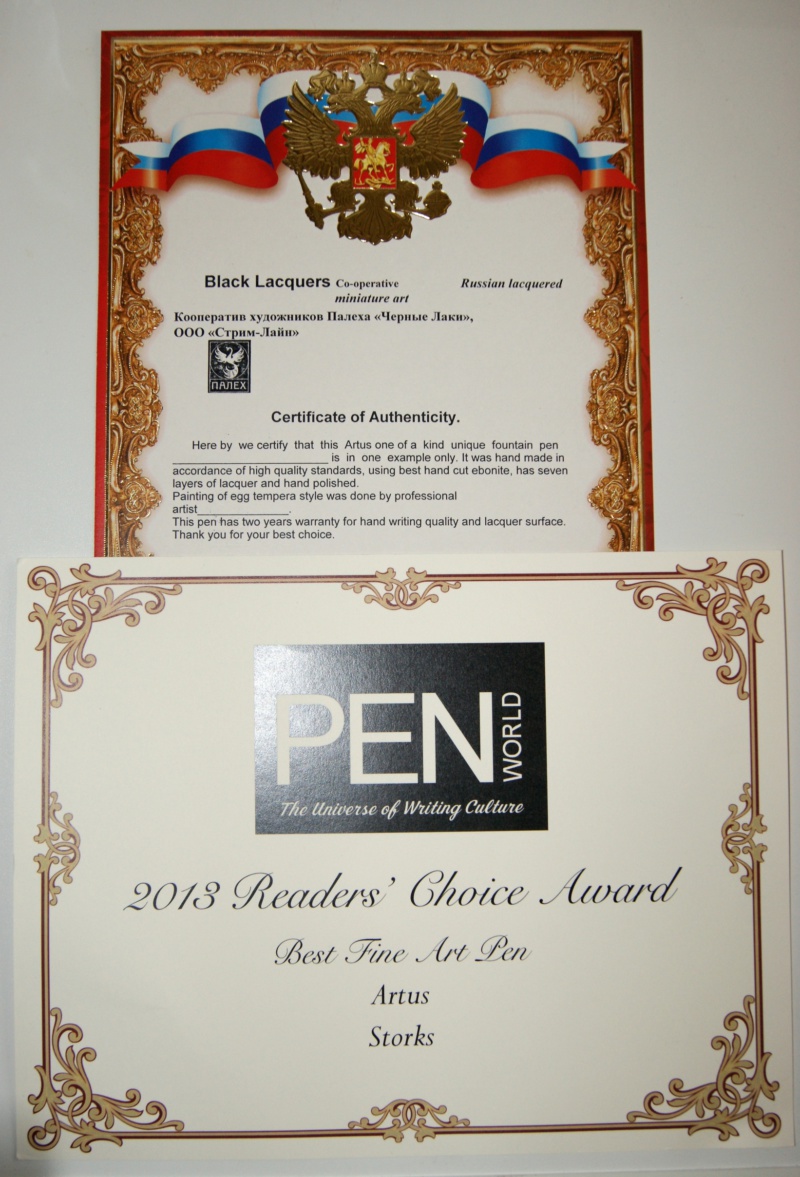 Black Lacquers Co-operative Russian lacquered
miniature art
Кооператив художников Палеха «Черные Лаки»,
ООО «Стрим-Лайн»
ПАЛЕХ
Certificate of Authenticity.
Here by we certify that this Artus one of a kind unique fountain pen
_________________________ is in one example only. It was hand made in
accordance of high quality standards, using best hand cut ebonite, has seven
layers of lacquer and hand polished.
Painting of egg tempera style was done by professional
artist_______________.
This pen has two years warranty for hand writing quality and lacquer surface.
Thank you for your best choice.
PEN WORLD
The Universe of Writing Culture
2013 Readers' Choice Award
Best Fine Art Pen
Artus
Storks